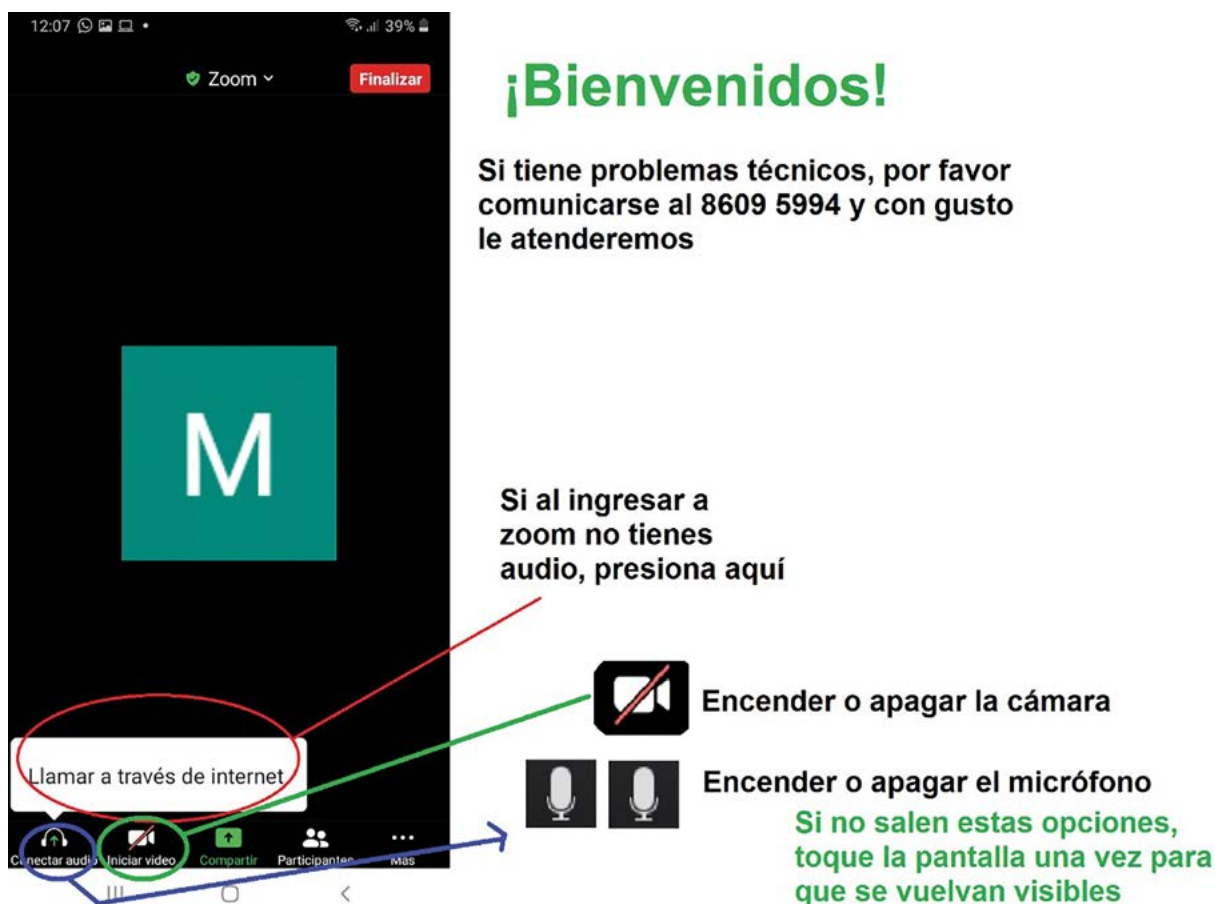 12:07
39%
Zoom
Finalizar
¡Bienvenidos!
Si tiene problemas técnicos, por favor
comunicarse al 8609 5994 y con gusto
le atenderemos
M
Si al ingresar a
zoom no tienes
audio, presiona aquí
Encender o apagar la cámara
Llamar a través de internet
Encender o apagar el micrófono
Si no salen estas opciones,
toque la pantalla una vez para
que se vuelvan visibles
Conectar audio
Iniciar video
Compartir
Participantes
Más